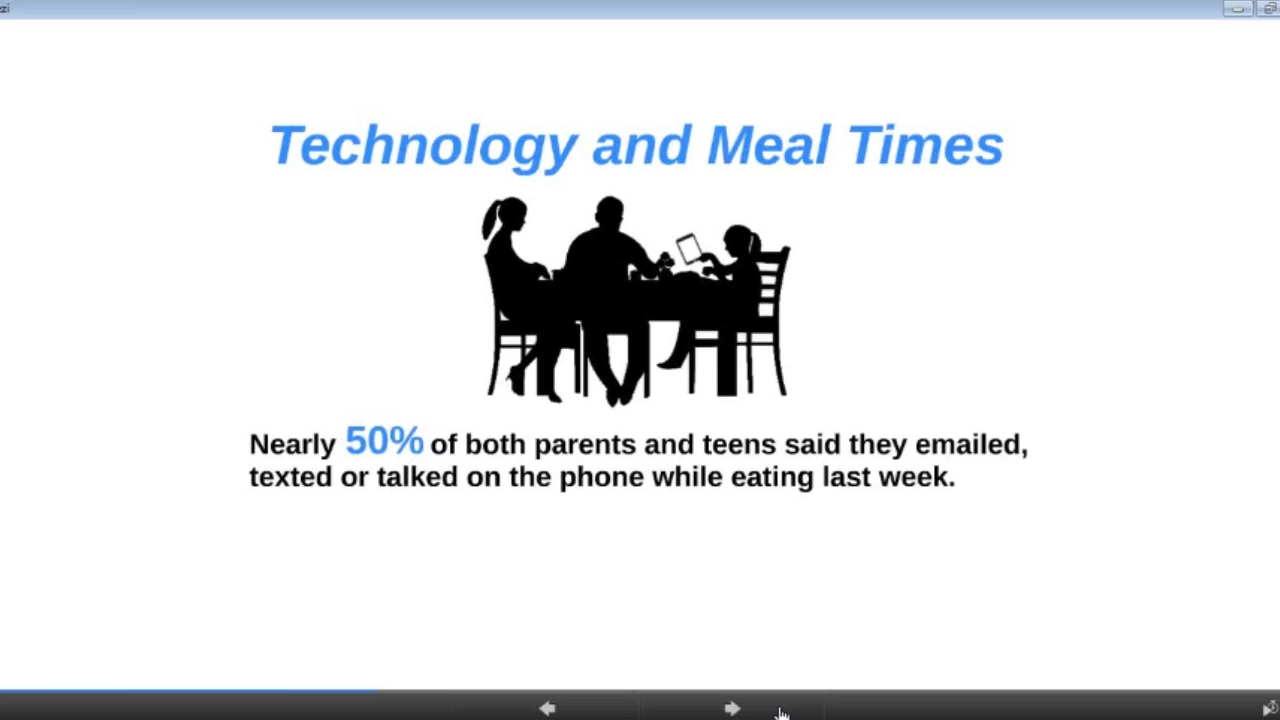 zi
Technology and Meal Times
Nearly 50% of both parents and teens said they emailed,
texted or talked on the phone while eating last week.